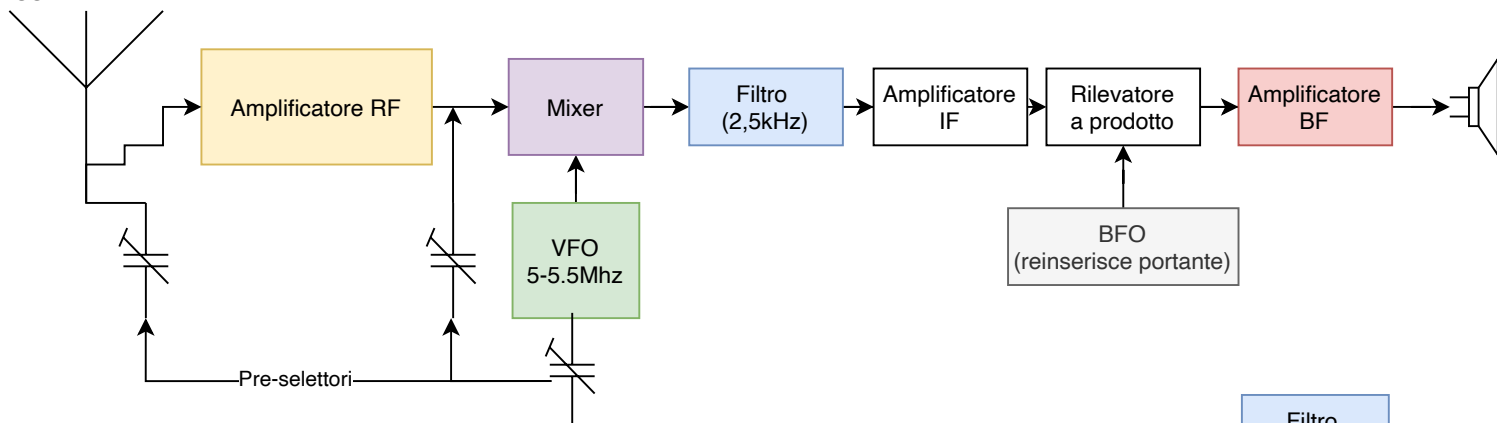 Amplificatore RF
Mixer
Filtro
(2,5kHz)
Amplificatore
IF
Rilevatore
a prodotto
Amplificatore
BF
VFO
5-5.5Mhz
BFO
(reinserisce portante)
Pre-selettori
Filtro